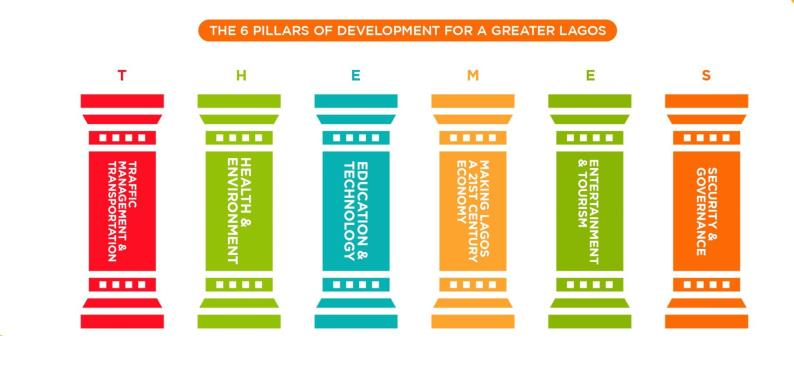 THE 6 PILLARS OF DEVELOPMENT FOR A GREATER LAGOS
T
H
E
M
E
S
TRAFFIC
MANAGEMENT &
TRANSPORTATION
HEALTH &
ENVIRONMENT
EDUCATION &
TECHNOLOGY
MAKING LAGOS
A 21ST CENTURY
ECONOMY
ENTERTAINMENT
& TOURISM
SECURITY &
GOVERNANCE